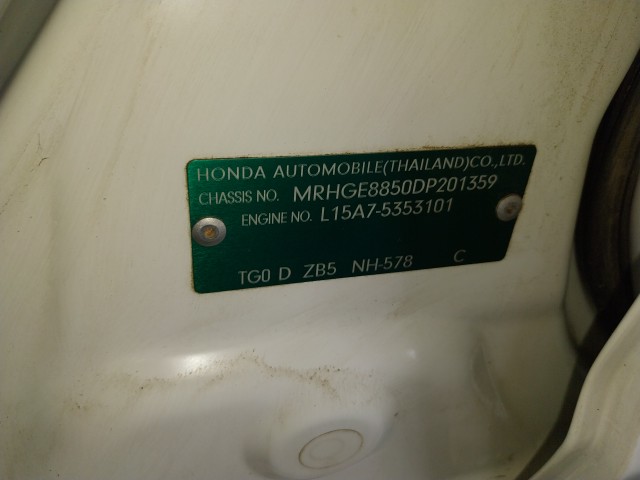 HONDA AUTOMOBILE(THAILAND)CO.,LTD.
CHASSIS NO. MRHGE8850DP201359
ENGINE NO. L15A7-5353101
TG0 D ZB5 NH-578 C